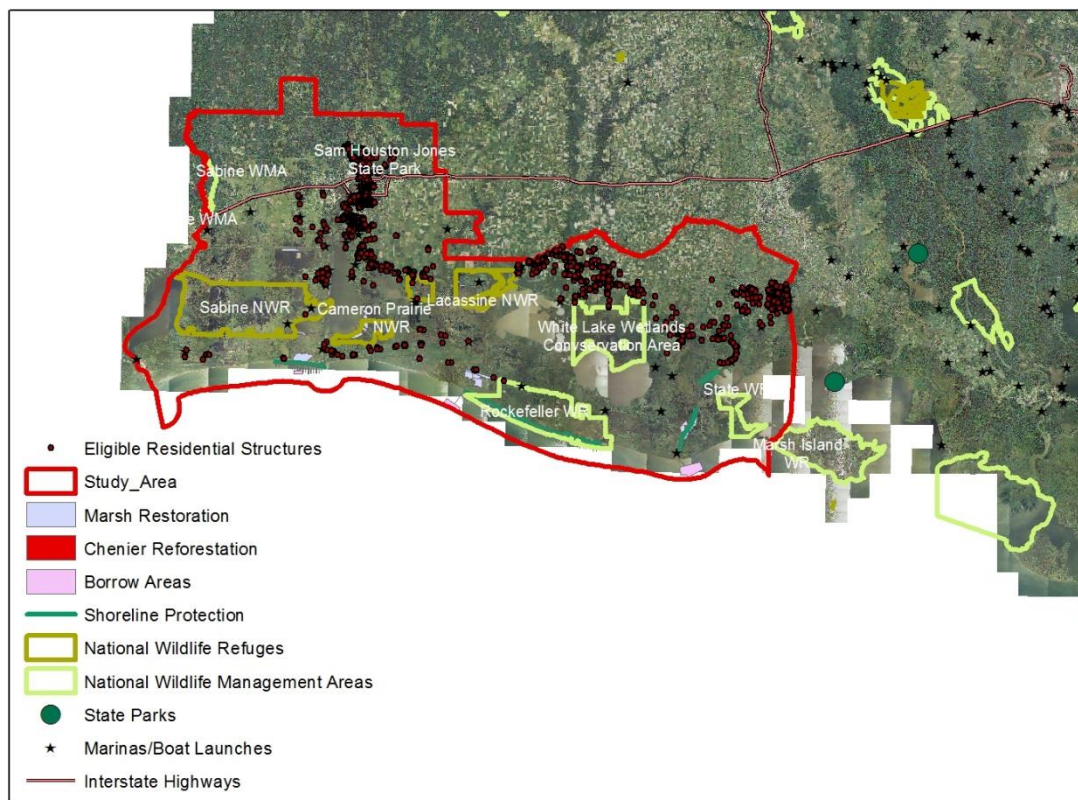 Sam Houston Jones
State Park
Sabine WMA
WMA
Sabine NWR
Cameron Prairie
NWR
Lacassine NWR
White Lake Wetlands
Convservation Area
State WR
Rockefeller WR
Marsh Island
WR
Eligible Residential Structures
Study_Area
Marsh Restoration
Chenier Reforestation
Borrow Areas
Shoreline Protection
National Wildlife Refuges
National Wildlife Management Areas
State Parks
Marinas/Boat Launches
Interstate Highways